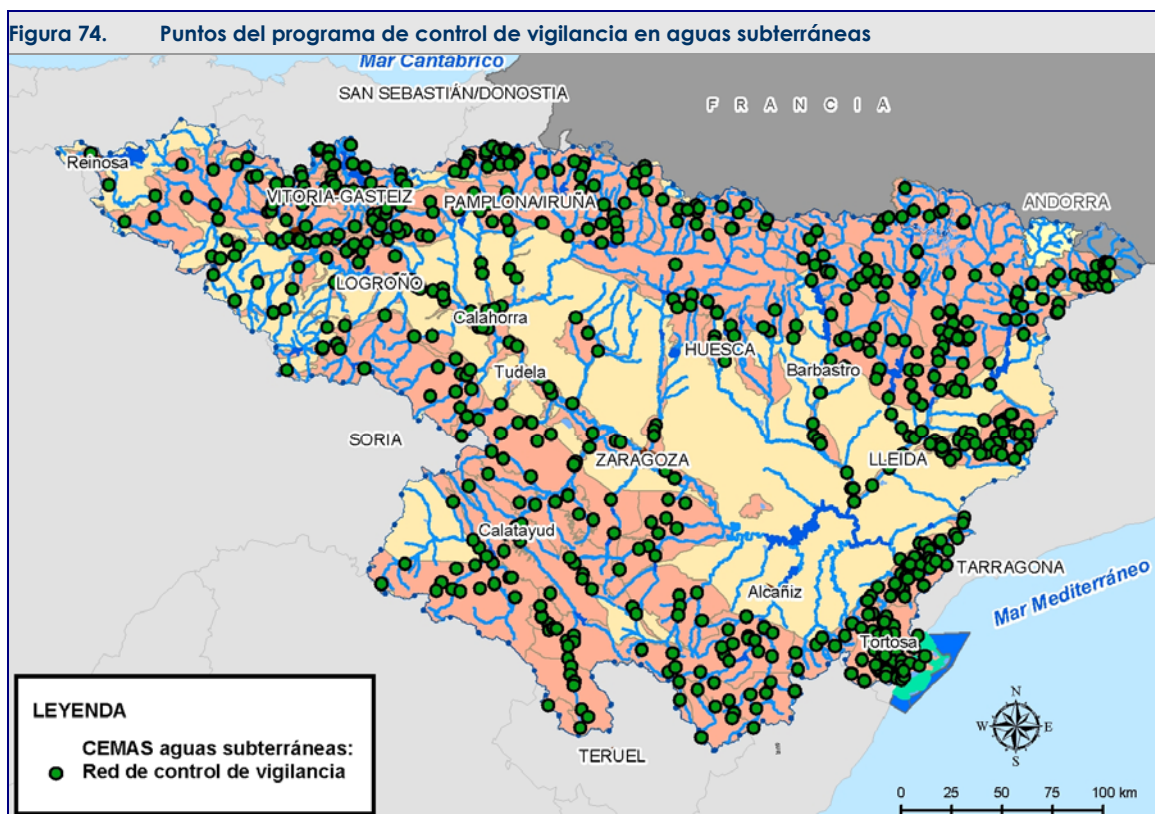 Figura 74. Puntos del programa de control de vigilancia en aguas subterráneas
Mar Cantábrico
SAN SEBASTIÁN/DONOSTIA
F R A N C I A
Reinosa
VITORIA-GASTEIZ
PAMPLONA/IRUÑA
ANDORRA
LOGROÑO
Calahorra
HUESCA
Tudela
Barbastro
SORIA
ZARAGOZA
LLEIDA
Calatayud
TARRAGONA
Alcañiz
Mar Mediterráneo
Tortosa
TERUEL
LEYENDA
CEMAS aguas subterráneas:
Red de control de vigilancia
N
W E
S
0 25 50 75 100 km